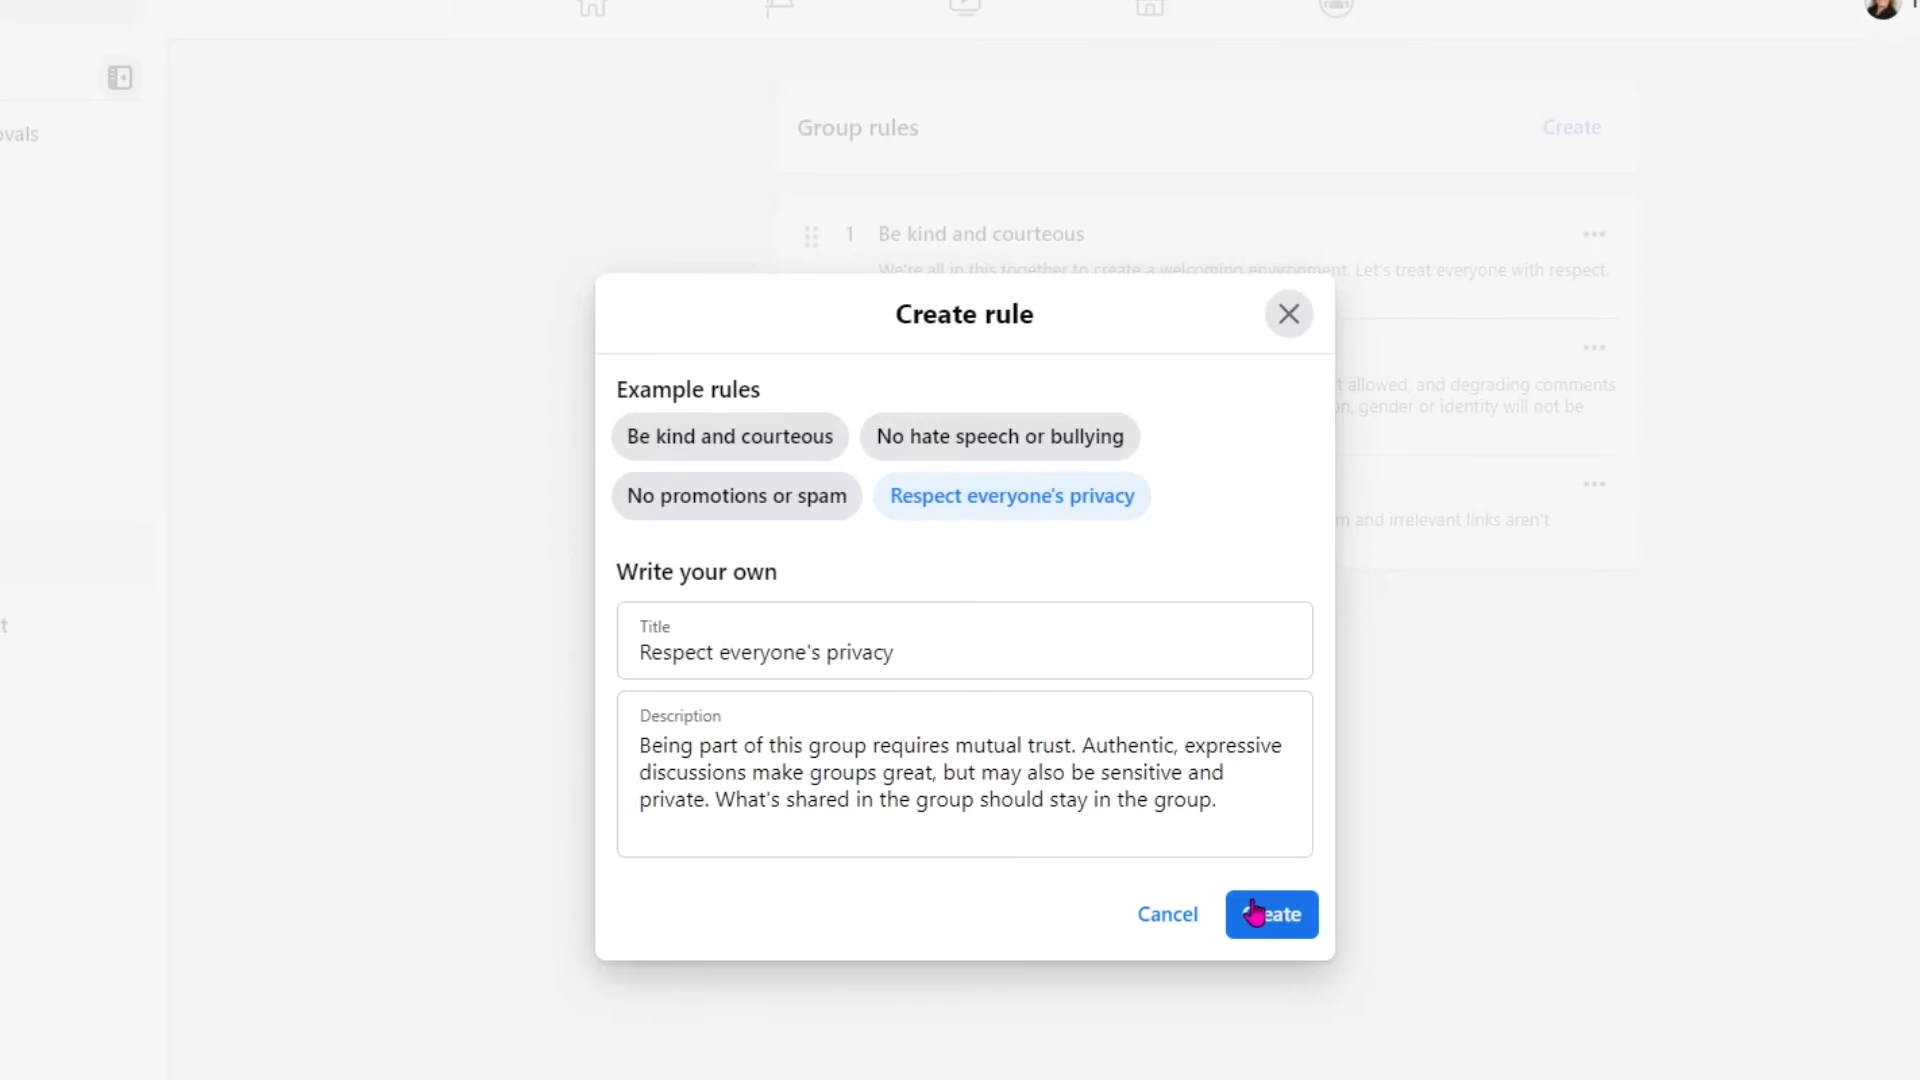 ovals
Group rules
Create
1 Be kind and courteous
We're all in this together to create a welcoming environment. Let's treat everyone with respect.
Create rule
Example rules
Be kind and courteous
No hate speech or bullying
t allowed, and degrading comments
on, gender or identity will not be
No promotions or spam
Respect everyone's privacy
m and irrelevant links aren't
Write your own
t
Title
Respect everyone's privacy
Description
Being part of this group requires mutual trust. Authentic, expressive
discussions make groups great, but may also be sensitive and
private. What's shared in the group should stay in the group.
Cancel
Create